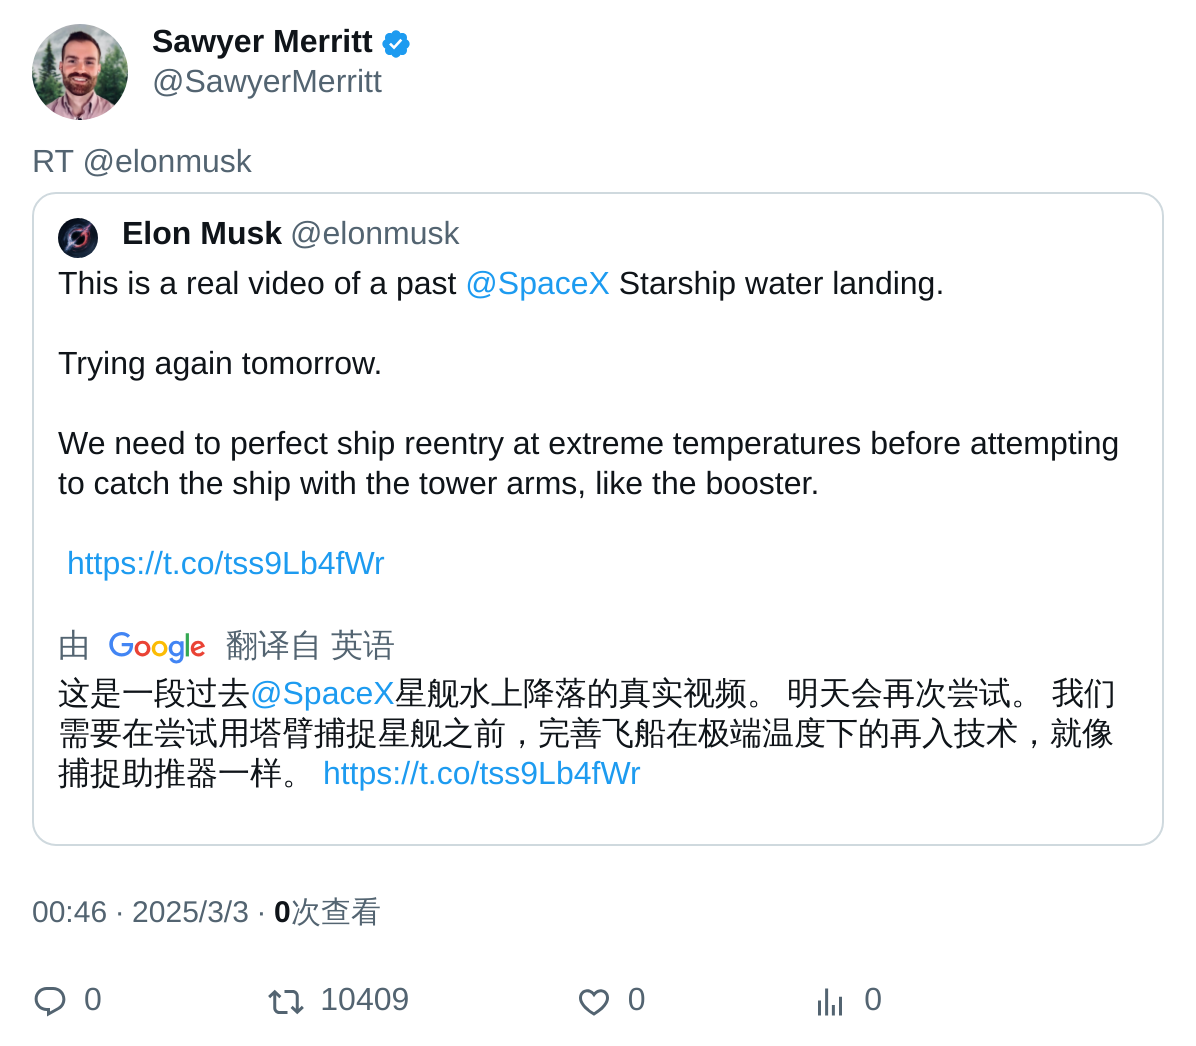 Sawyer Merritt
@SawyerMerritt
RT @elonmusk
Elon Musk @elonmusk
This is a real video of a past @SpaceX Starship water landing.
Trying again tomorrow.
We need to perfect ship reentry at extreme temperatures before attempting
to catch the ship with the tower arms, like the booster.
https://t.co/tss9Lb4fWr
由 Google 翻译自 英语
这是一段过去@SpaceX星舰水上降落的真实视频。 明天会再次尝试。 我们
需要在尝试用塔臂捕捉星舰之前，完善飞船在极端温度下的再入技术，就像
捕捉助推器一样。 https://t.co/tss9Lb4fWr
00:46 · 2025/3/3 · 0次查看
0 10409 0 0